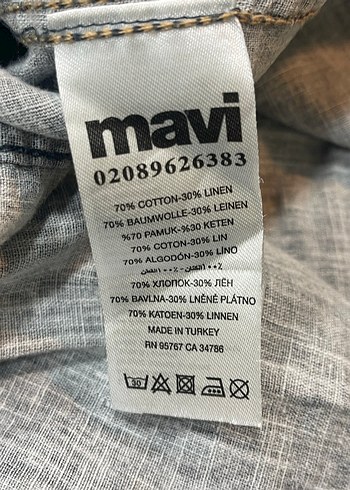 mavi
02089626383
70% COTTON-30% LINEN
70% BAUMWOLLE-30% LEINEN
%70 PAMUK-%30 KETEN
70% COTON-30% LIN
70% ALGODÓN-30% LINO
70% ХЛОПОК-30% ЛЁН
70% BAVLNA-30% LNĚNÉ PLÁTNO
70% KATOEN-30% LINNEN
MADE IN TURKEY
RN 95767 CA 34786
30